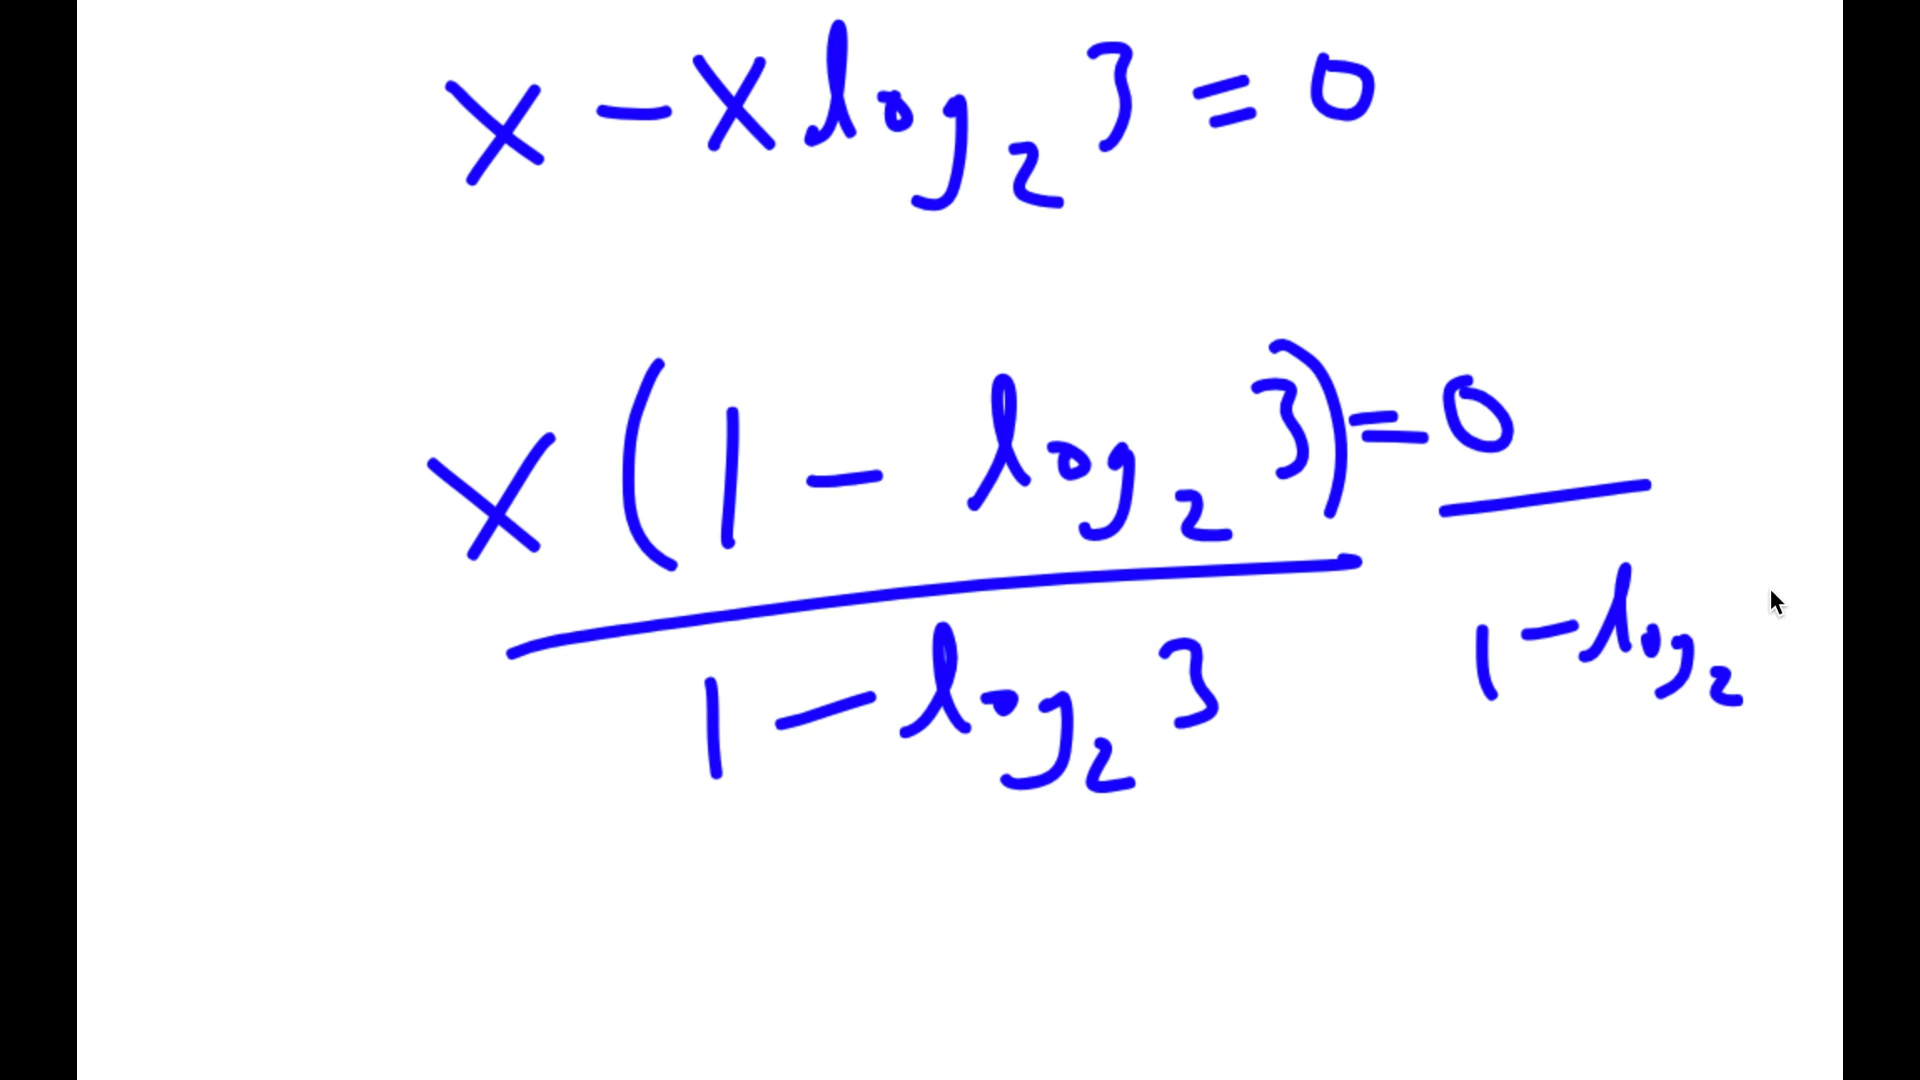 x - x log₂ 3 = 0
x (1 - log₂ 3) = 0
1 - log₂ 3 1 - log₂